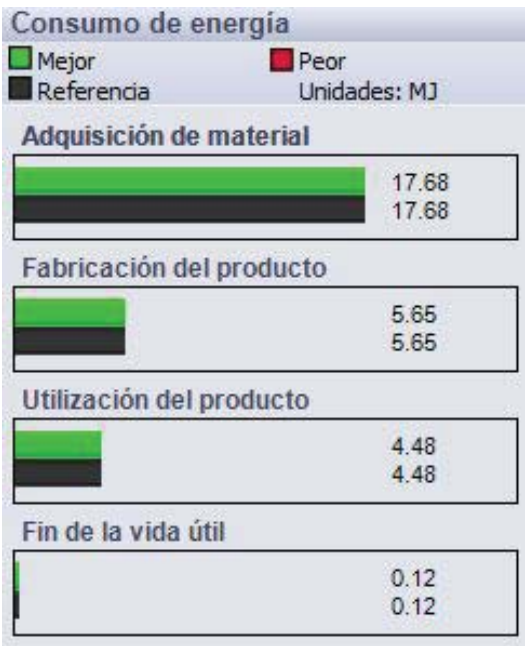 Consumo de energía
Mejor Peor
Referencia Unidades: MJ
Adquisición de material
17.68
17.68
Fabricación del producto
5.65
5.65
Utilización del producto
4.48
4.48
Fin de la vida útil
0.12
0.12